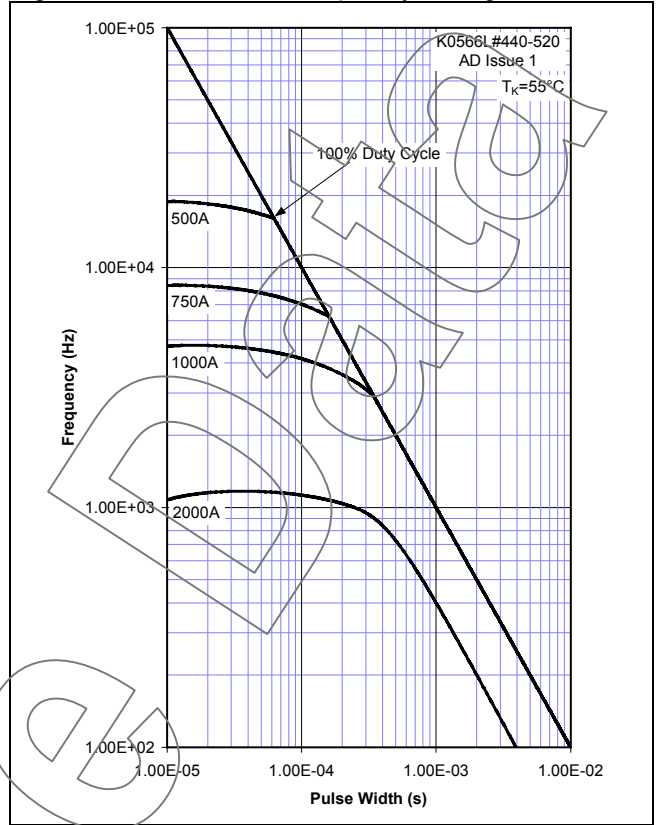 1.00E+05
K0566L#440-520
AD Issue 1
TK=55°C
100% Duty Cycle
500A
1.00E+04
750A
1000A
Frequency (Hz)
1.00E+03
2000A
1.00E+02
1.00E-05 1.00E-04 1.00E-03 1.00E-02
Pulse Width (s)